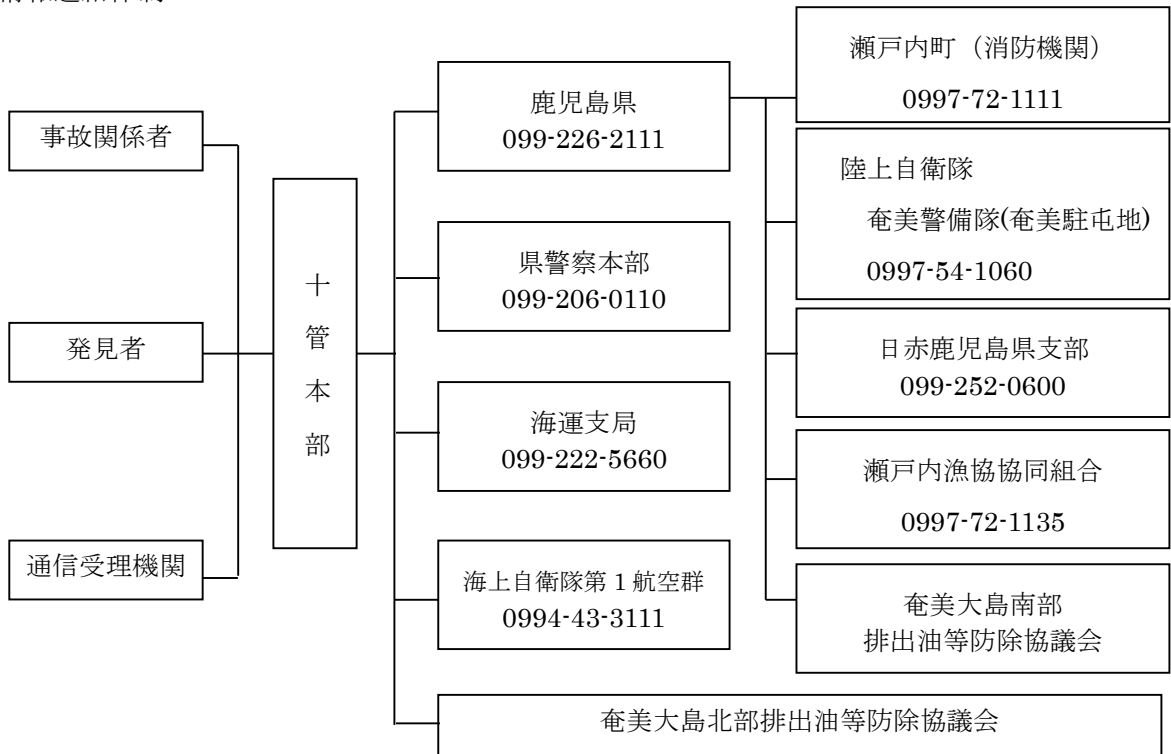 事故関係者
発見者
通信受理機関
十管本部
鹿児島県
099-226-2111
県警察本部
099-206-0110
海運支局
099-222-5660
海上自衛隊第１航空群
0994-43-3111
奄美大島北部排出油等防除協議会
瀬戸内町（消防機関）
0997-72-1111
陸上自衛隊
奄美警備隊(奄美駐屯地)
0997-54-1060
日赤鹿児島県支部
099-252-0600
瀬戸内漁協協同組合
0997-72-1135
奄美大島南部
排出油等防除協議会